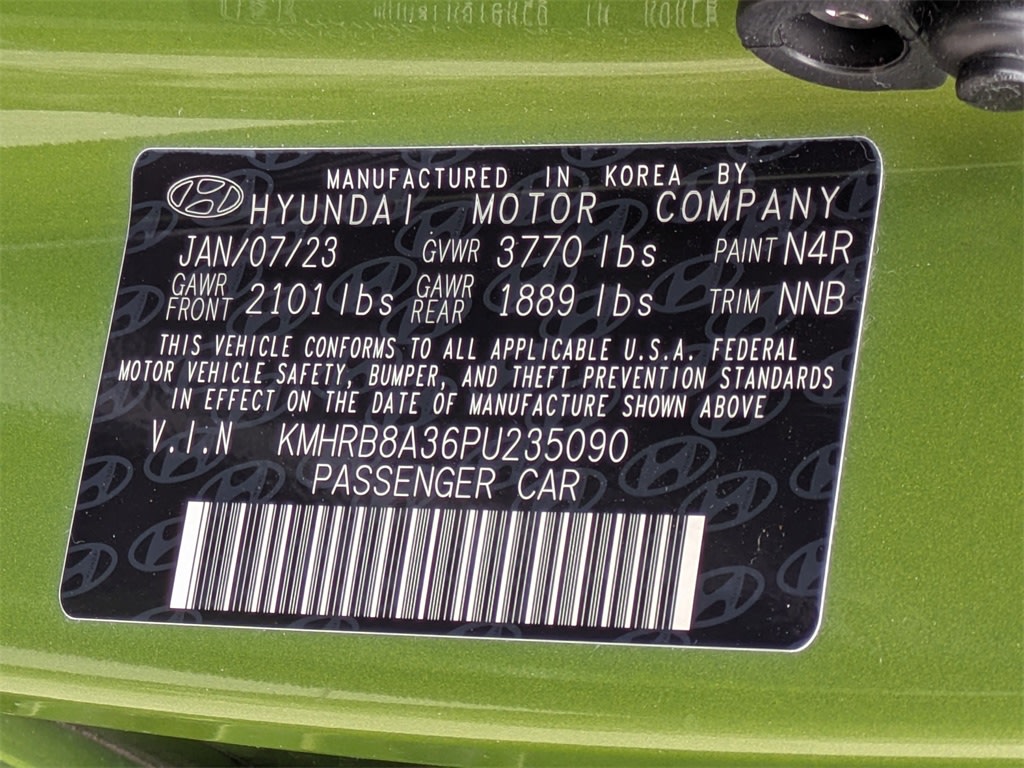 MANUFACTURED IN KOREA BY
HYUNDAI MOTOR COMPANY
JAN/07/23 GVWR 3770 lbs PAINT N4R
GAWR FRONT 2101 lbs GAWR REAR 1889 lbs TRIM NNB
THIS VEHICLE CONFORMS TO ALL APPLICABLE U.S.A. FEDERAL
MOTOR VEHICLE SAFETY, BUMPER, AND THEFT PREVENTION STANDARDS
IN EFFECT ON THE DATE OF MANUFACTURE SHOWN ABOVE
V.I.N KMHRB8A36PU235090
PASSENGER CAR